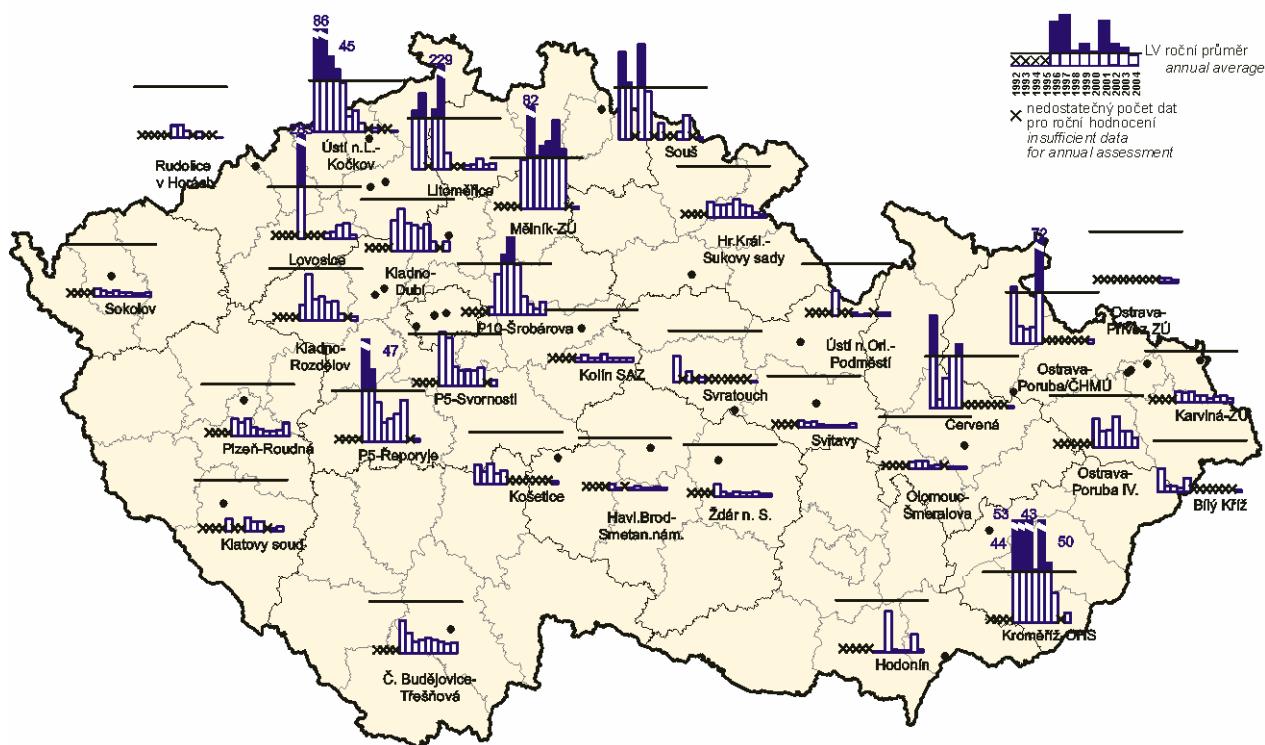 86
45
229
82
LV roční průměr
annual average
1992
1993
1994
1995
1996
1997
1998
1999
2000
2001
2002
2003
2004
nedostatečný počet dat
pro roční hodnocení
insufficient data
for annual assessment
Rudolice
v Horách
Ústí n.L.-
Kočkov
Litoměřice
Souš
Mělník-ZÚ
Lovosice
Hr.Král.-
Sukovy sady
72
Sokolov
Kladno-
Dubí
P10-Šrobárova
Ústí n.Orl.-
Podměstí
Ostrava-
Přívoz ZÚ
Kladno-
Rozdělov
47
P5-Svornosti
Kolín SAZ
Svratouch
Ostrava-
Poruba/ČHMÚ
Karviná-ZÚ
Plzeň-Roudná
P5-Řeporyje
Svitavy
Červená
Ostrava-
Poruba IV.
Košetice
Havl.Brod-
Smetan.nám.
Žďár n. S.
Olomouc-
Šmeralova
Bílý Kříž
Klatovy soud
53
43
44
50
Kroměříž OHS
Č. Budějovice-
Třešňová
Hodonín